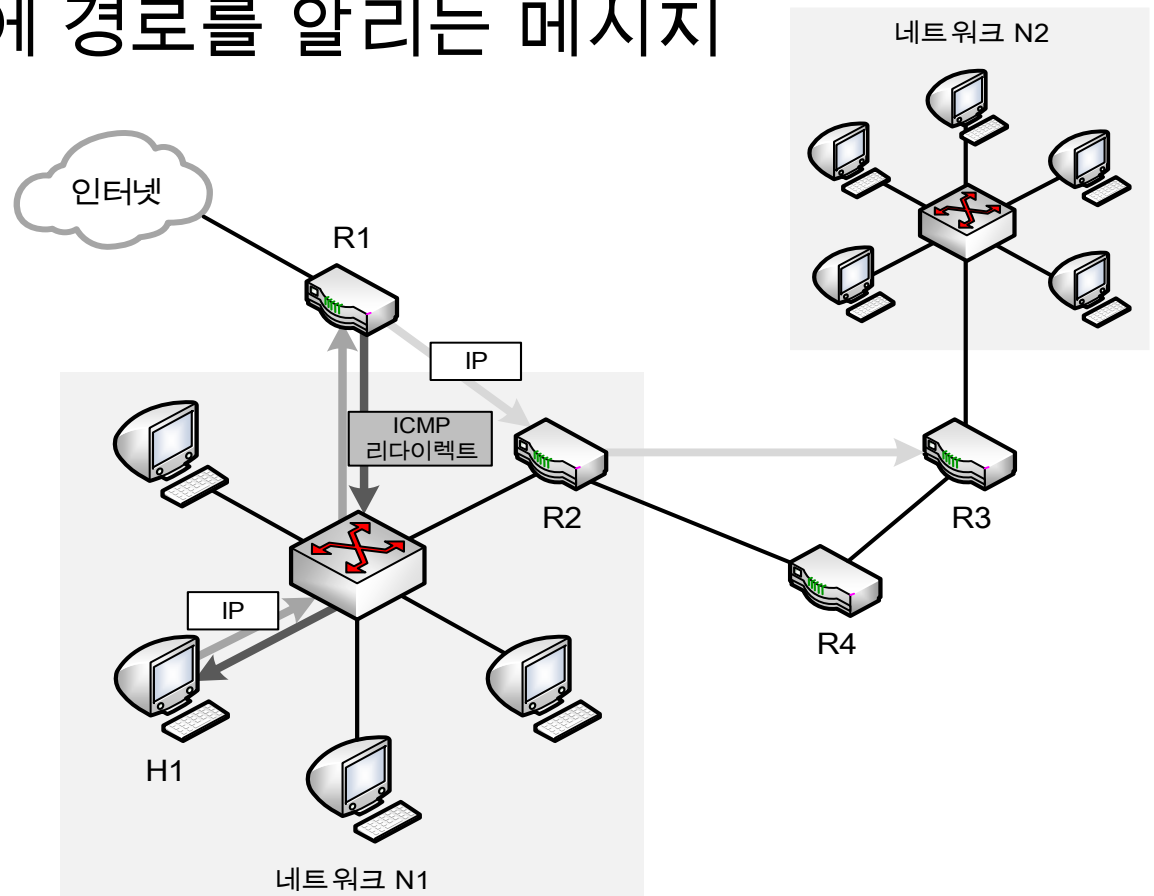 에 경로를 알리는 메시지
네트워크 N2
인터넷
R1
IP
ICMP
리다이렉트
R2
R3
IP
R4
H1
네트워크 N1